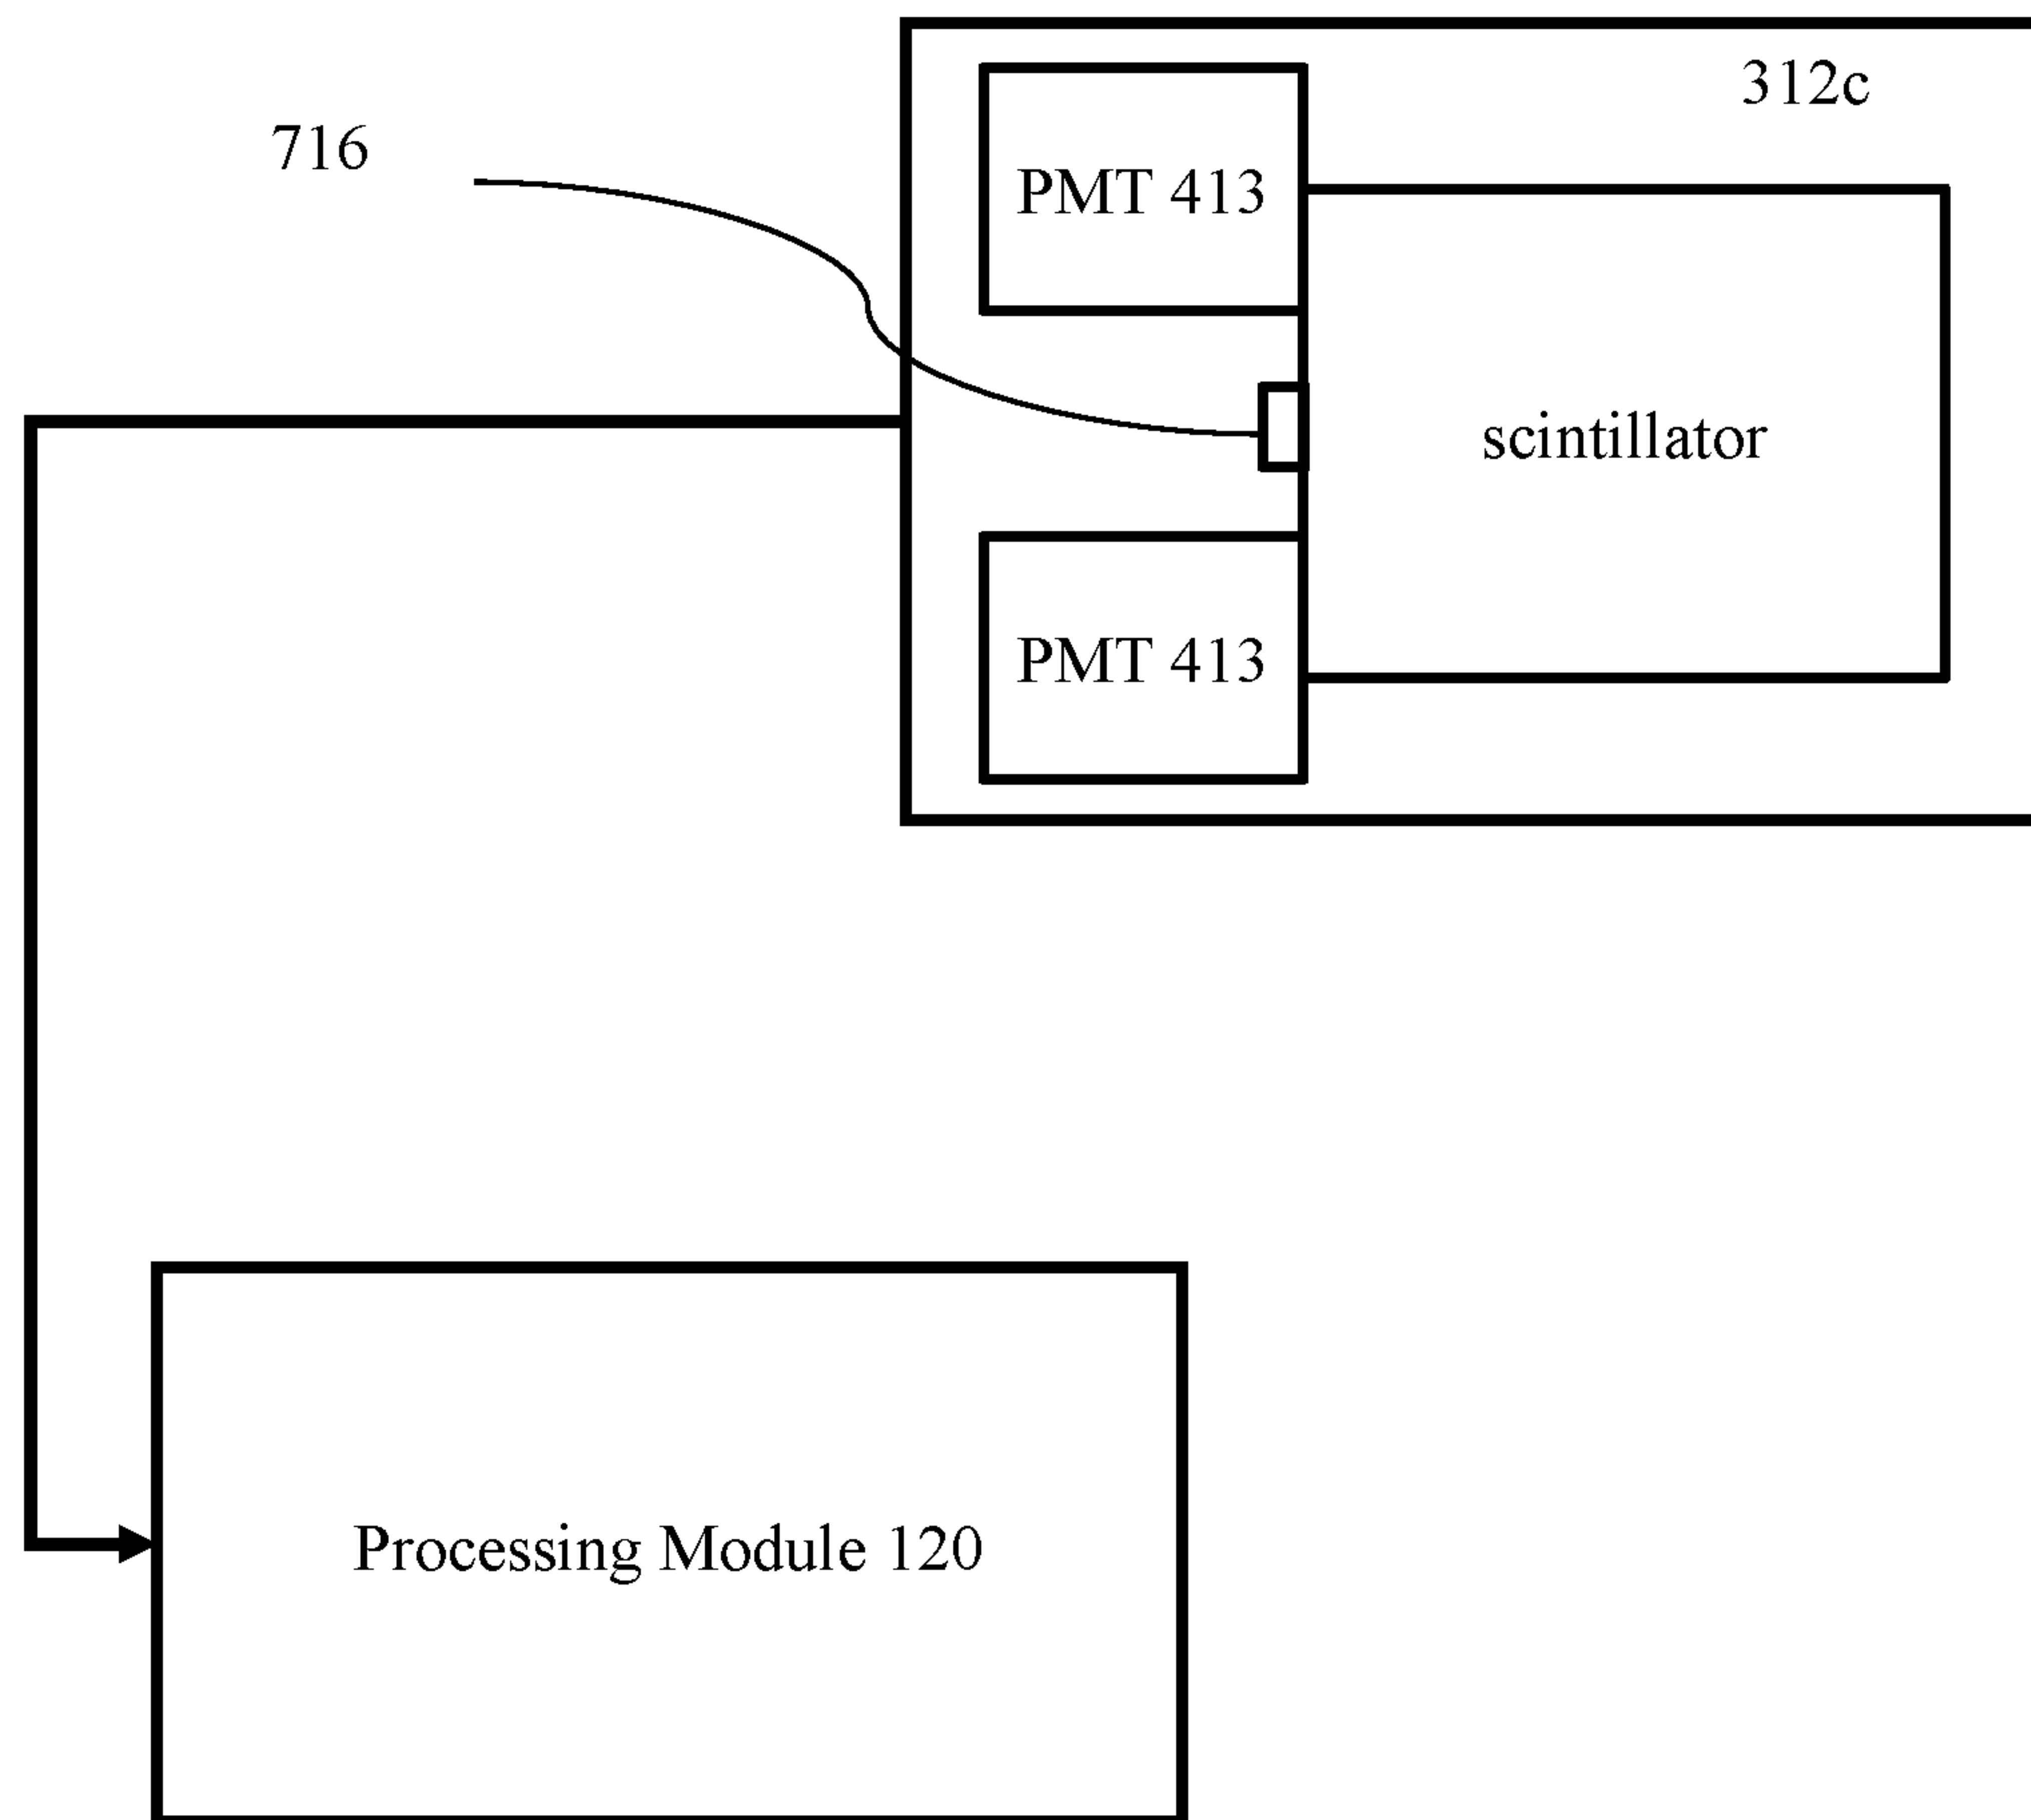 312c
716
PMT 413
scintillator
PMT 413
Processing Module 120